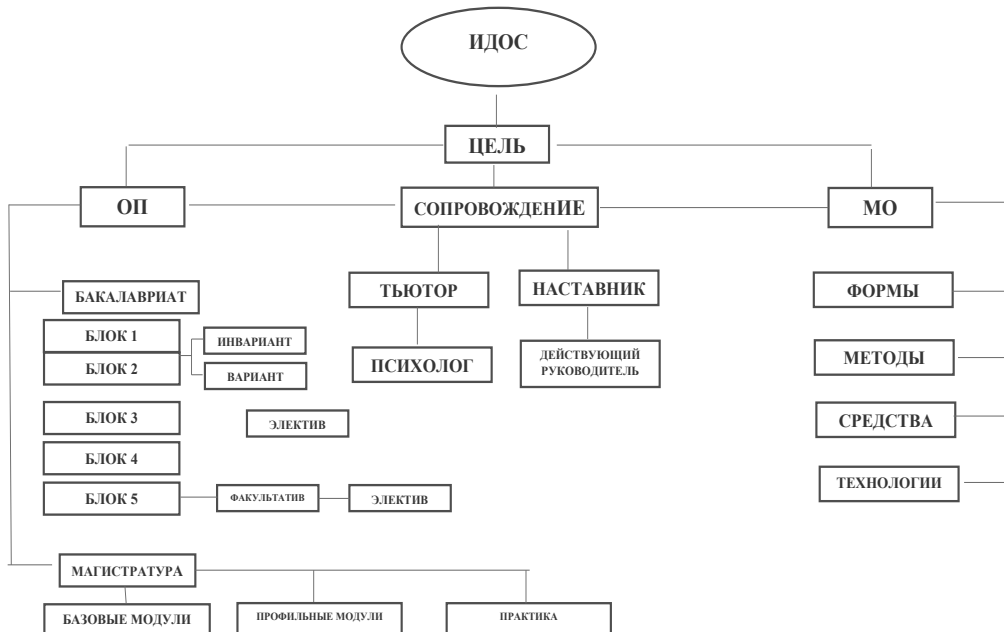 ИДОС
ЦЕЛЬ
ОП
СОПРОВОЖДЕНИЕ
МО
БАКАЛАВРИАТ
ТЬЮТОР
НАСТАВНИК
ФОРМЫ
БЛОК 1
ИНВАРИАНТ
БЛОК 2
ВАРИАНТ
ПСИХОЛОГ
ДЕЙСТВУЮЩИЙ
РУКОВОДИТЕЛЬ
МЕТОДЫ
БЛОК 3
ЭЛЕКТИВ
СРЕДСТВА
БЛОК 4
БЛОК 5
ФАКУЛЬТАТИВ
ЭЛЕКТИВ
ТЕХНОЛОГИИ
МАГИСТРАТУРА
БАЗОВЫЕ МОДУЛИ
ПРОФИЛЬНЫЕ МОДУЛИ
ПРАКТИКА